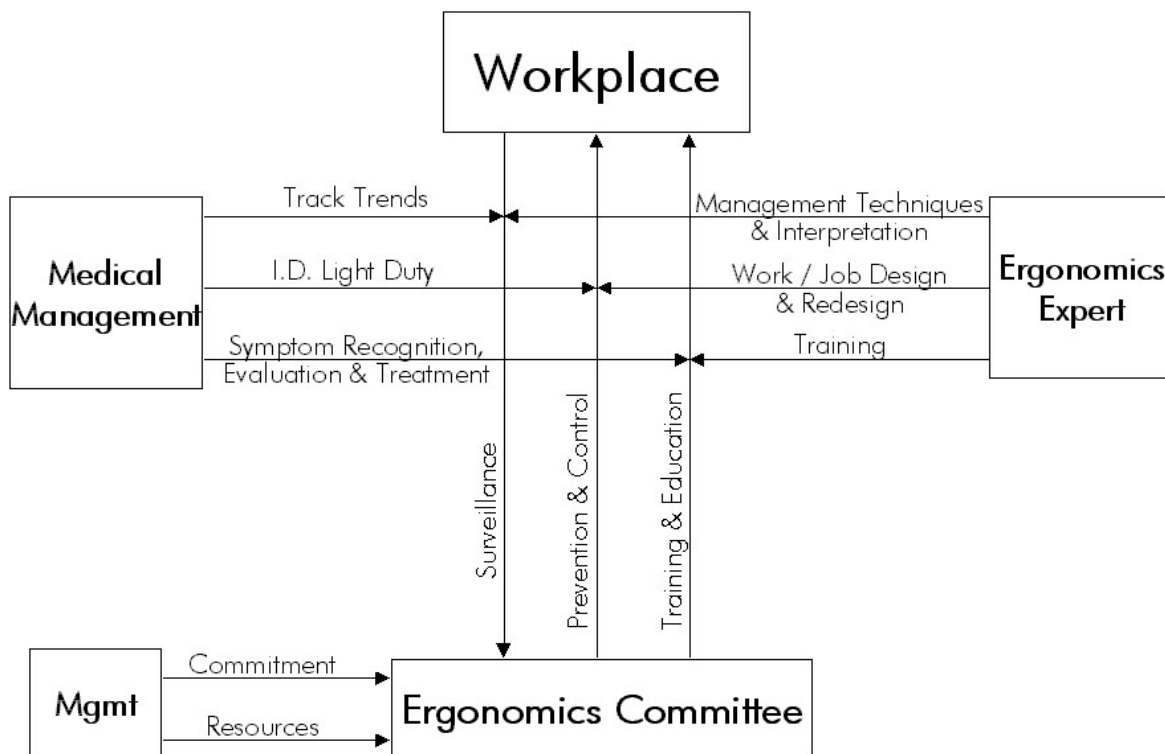 Workplace
Track Trends
Management Techniques
& Interpretation
Medical
Management
I.D. Light Duty
Work / Job Design
& Redesign
Ergonomics
Expert
Symptom Recognition,
Evaluation & Treatment
Training
Surveillance
Prevention & Control
Training & Education
Mgmt
Commitment
Resources
Ergonomics Committee